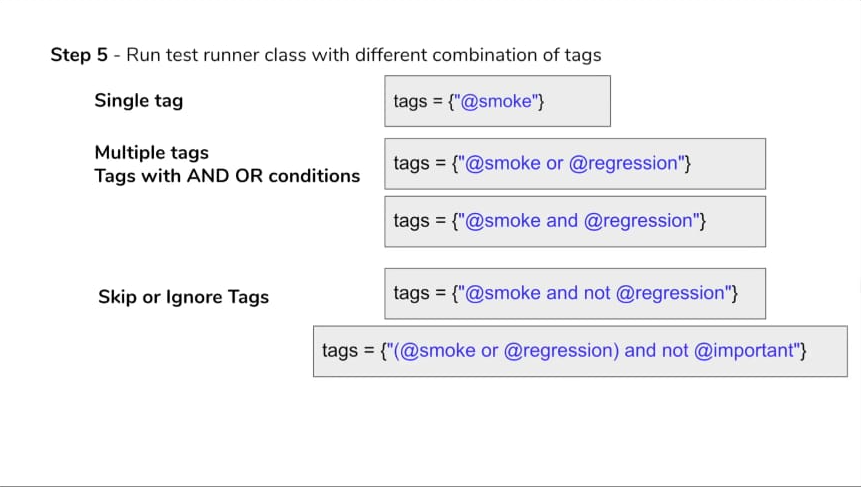 Step 5 - Run test runner class with different combination of tags
Single tag
tags = {"@smoke"}
Multiple tags
Tags with AND OR conditions
tags = {"@smoke or @regression"}
tags = {"@smoke and @regression"}
Skip or Ignore Tags
tags = {"@smoke and not @regression"}
tags = {"(@smoke or @regression) and not @important"}